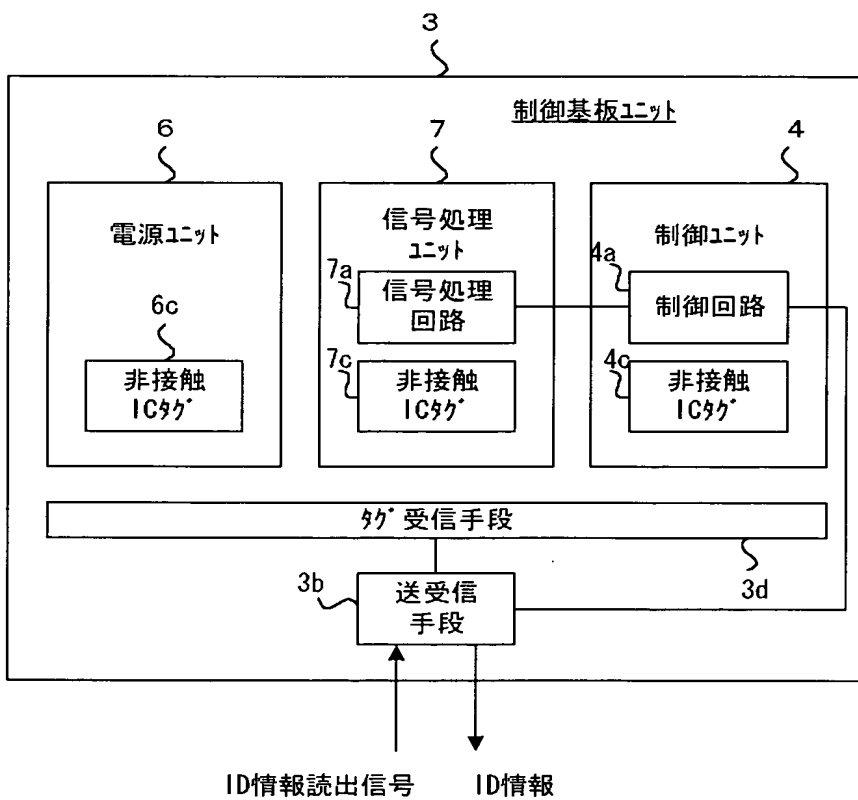 3
制御基板ユニット
6
7
4
電源ユニット
信号処理
ユニット
制御ユニット
7a
信号処理
回路
4a
制御回路
6c
非接触
ICタグ
7c
非接触
ICタグ
4c
非接触
ICタグ
タグ受信手段
3b
送受信
手段
3d
ID情報読出信号
ID情報